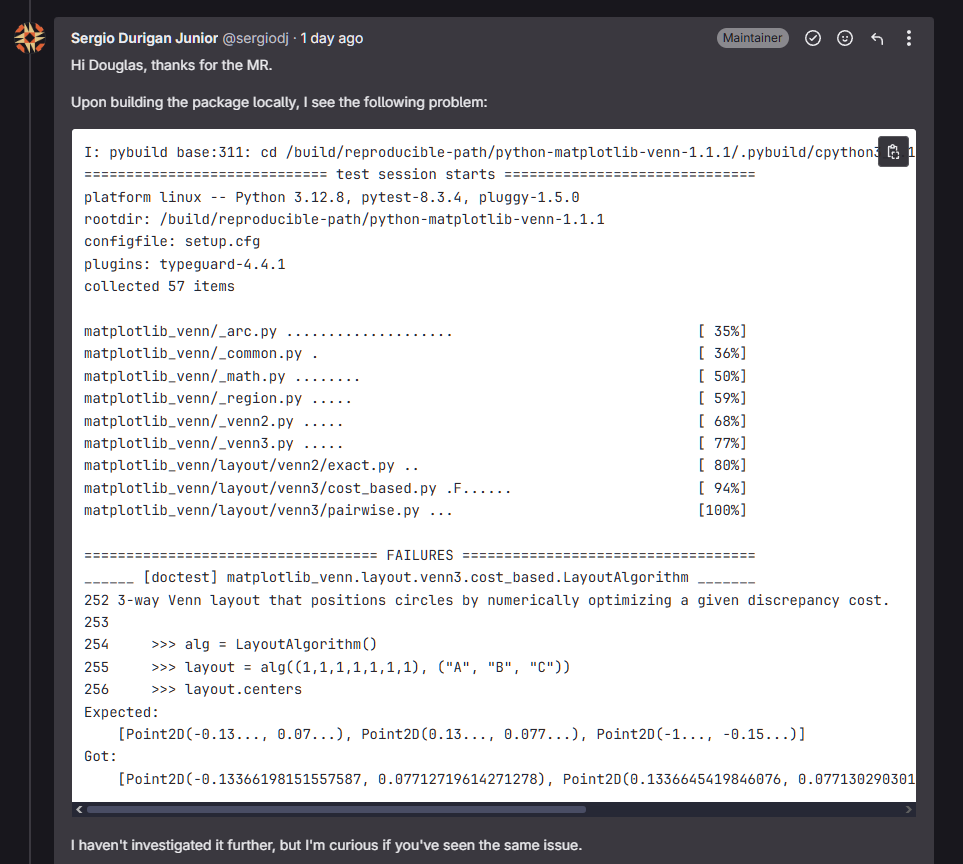 Sergio Durigan Junior @sergiodj · 1 day ago
Maintainer
Hi Douglas, thanks for the MR.
Upon building the package locally, I see the following problem:
I: pybuild base:311: cd /build/reproducible-path/python-matplotlib-venn-1.1.1/.pybuild/cpython3
============================= test session starts ==============================
platform linux -- Python 3.12.8, pytest-8.3.4, pluggy-1.5.0
rootdir: /build/reproducible-path/python-matplotlib-venn-1.1.1
configfile: setup.cfg
plugins: typeguard-4.4.1
collected 57 items
matplotlib_venn/_arc.py .................... [ 35%]
matplotlib_venn/_common.py . [ 36%]
matplotlib_venn/_math.py ........ [ 50%]
matplotlib_venn/_region.py ..... [ 59%]
matplotlib_venn/_venn2.py ..... [ 68%]
matplotlib_venn/_venn3.py ..... [ 77%]
matplotlib_venn/layout/venn2/exact.py .. [ 80%]
matplotlib_venn/layout/venn3/cost_based.py .F...... [ 94%]
matplotlib_venn/layout/venn3/pairwise.py ... [100%]
=================================== FAILURES ===================================
______ [doctest] matplotlib_venn.layout.venn3.cost_based.LayoutAlgorithm _______
252 3-way Venn layout that positions circles by numerically optimizing a given discrepancy cost.
253
254     >>> alg = LayoutAlgorithm()
255     >>> layout = alg((1,1,1,1,1,1,1), ("A", "B", "C"))
256     >>> layout.centers
Expected:
    [Point2D(-0.13..., 0.07...), Point2D(0.13..., 0.077...), Point2D(-1..., -0.15...)]
Got:
    [Point2D(-0.13366198151557587, 0.07712719614271278), Point2D(0.1336645419846076, 0.077130290301
I haven't investigated it further, but I'm curious if you've seen the same issue.